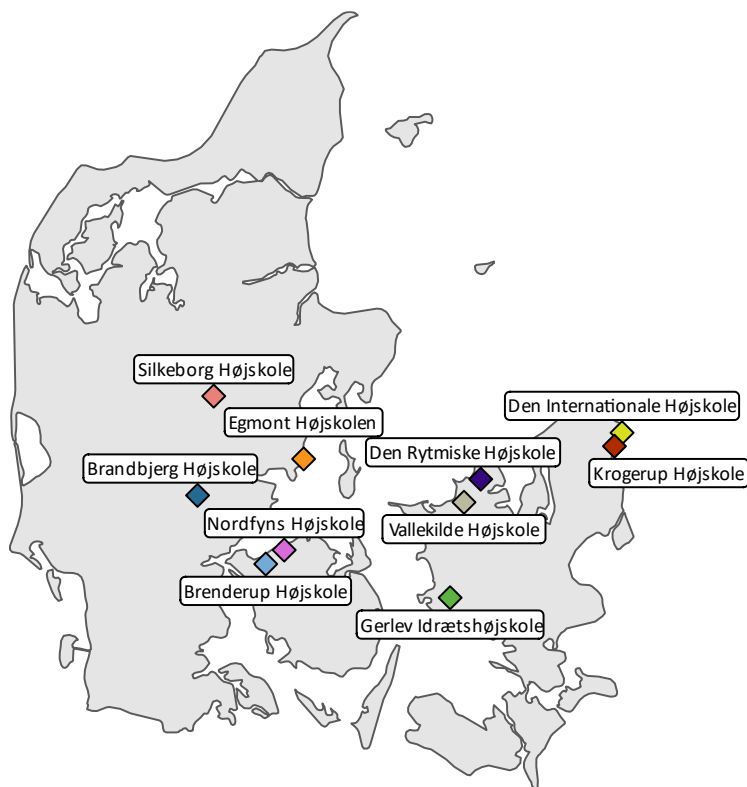 Silkeborg Højskole
Egmont Højskolen
Den Internationale Højskole
Brandbjerg Højskole
Den Rytmiske Højskole
Krogerup Højskole
Nordfyns Højskole
Vallekilde Højskole
Brenderup Højskole
Gerlev Idrætshøjskole